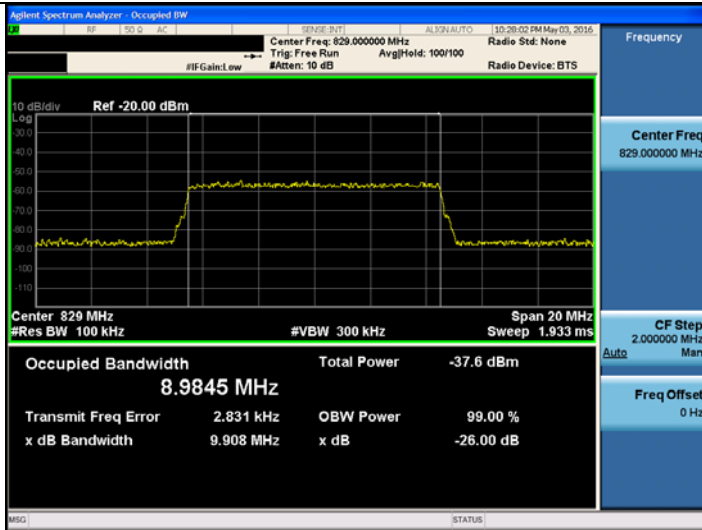 Agilent Spectrum Analyzer - Occupied BW
RF 50 Ω AC SENSE:INT ALIGNAUTO 10:28:02 PM May 03, 2016
Center Freq: 829.000000 MHz Radio Std: None
Trig: Free Run Avg|Hold: 100/100
#IFGain:Low #Atten: 10 dB Radio Device: BTS
Frequency
10 dB/div Ref -20.00 dBm
Log
-30.0
-40.0
-50.0
-60.0
-70.0
-80.0
-90.0
-100
-110
Center Freq
829.000000 MHz
Center 829 MHz Span 20 MHz
#Res BW 100 kHz #VBW 300 kHz Sweep 1.933 ms
CF Step
2.000000 MHz
Auto Man
Occupied Bandwidth Total Power -37.6 dBm
8.9845 MHz
Transmit Freq Error 2.831 kHz OBW Power 99.00 %
x dB Bandwidth 9.908 MHz x dB -26.00 dB
Freq Offset
0 Hz
MSG STATUS